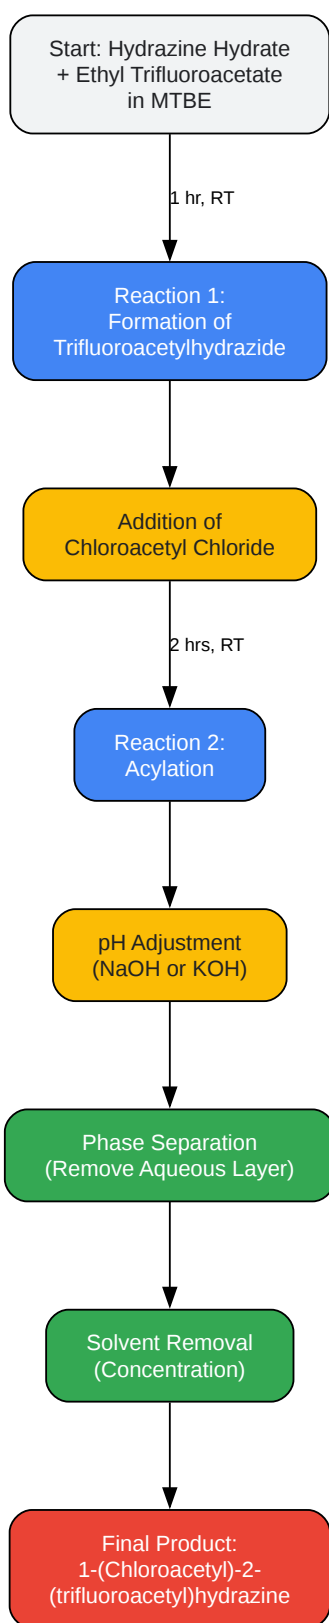 Start: Hydrazine Hydrate
+ Ethyl Trifluoroacetate
in MTBE
1 hr, RT
Reaction 1:
Formation of
Trifluoroacetylhydrazide
Addition of
Chloroacetyl Chloride
2 hrs, RT
Reaction 2:
Acylation
pH Adjustment
(NaOH or KOH)
Phase Separation
(Remove Aqueous Layer)
Solvent Removal
(Concentration)
Final Product:
1-(Chloroacetyl)-2-
(trifluoroacetyl)hydrazine